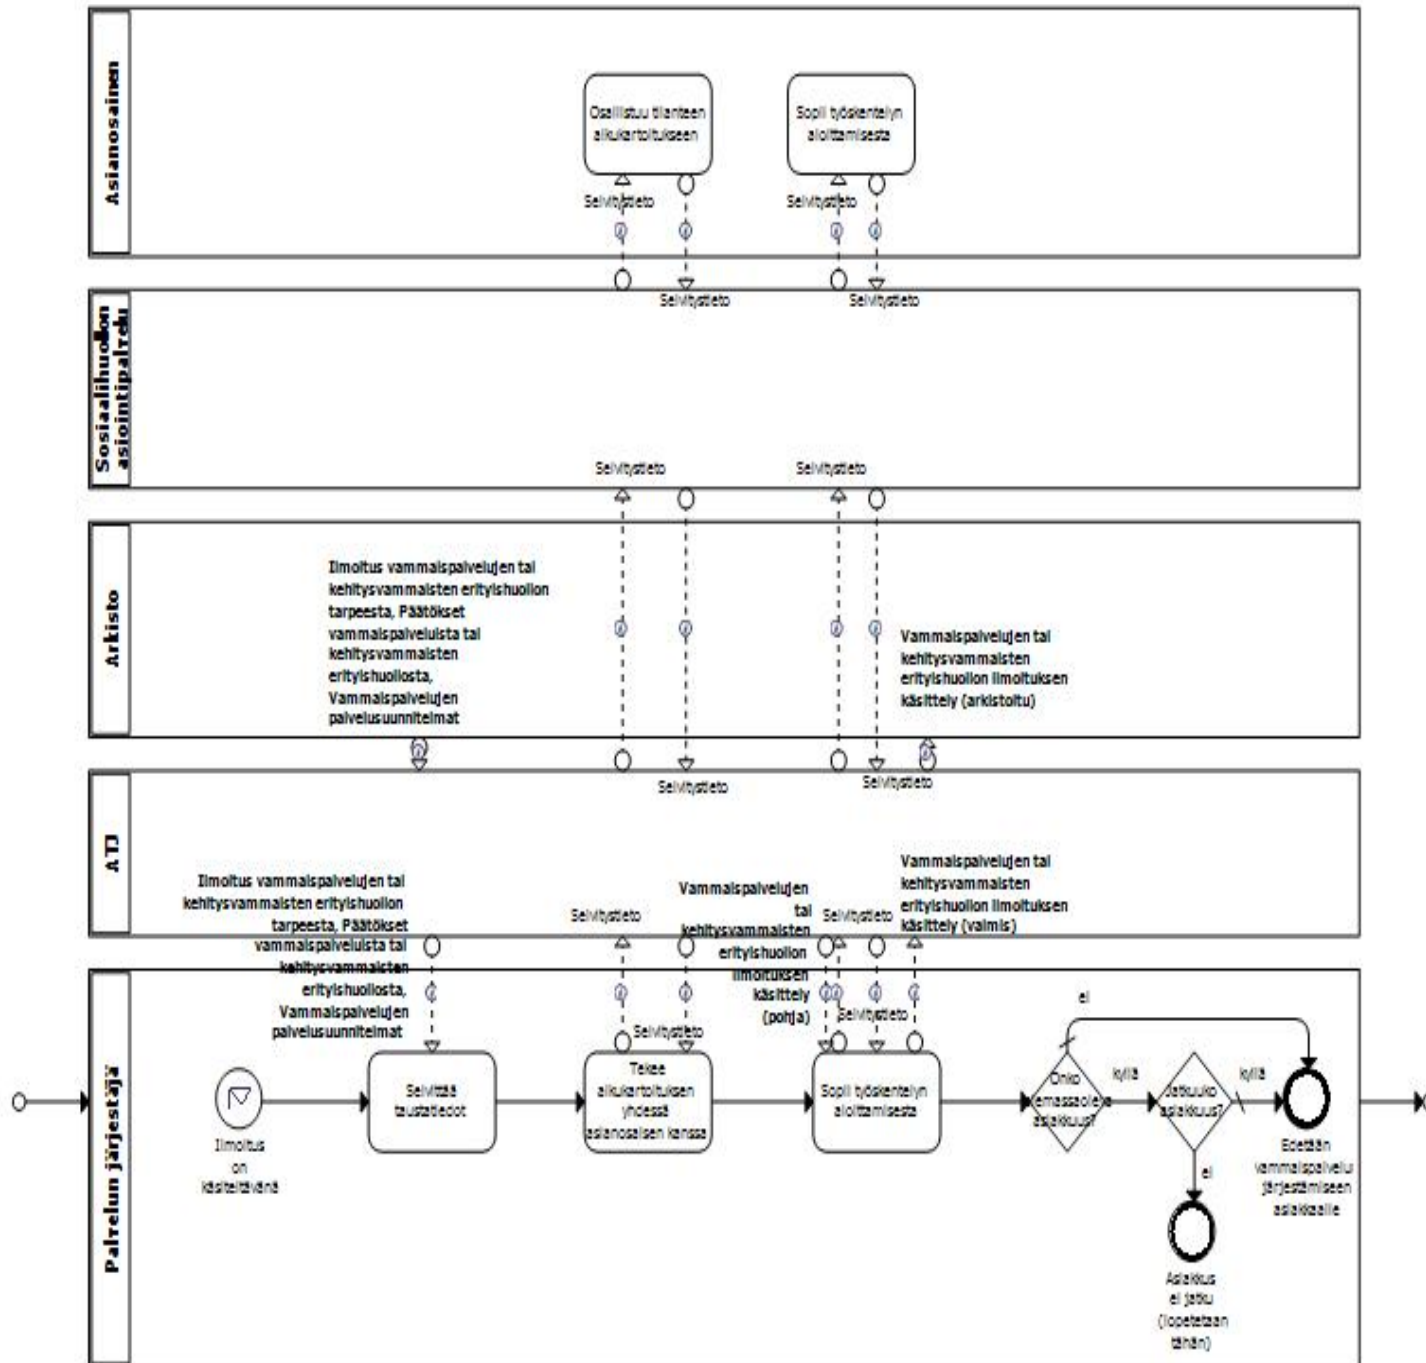 Asianosainen
Osallistuu tilanteen
alkukartoitukseen
Sopii työskentelyn
aloittamisesta
Selvitystieto
Selvitystieto
Sosiaalihuollon
asiointipalvelu
Selvitystieto
Selvitystieto
Selvitystieto
Selvitystieto
Arkisto
Ilmoitus vammaispalvelujen tai
kehitysvammaisten erityishuollon
tarpeesta, Päätökset
vammaispalveluista tai
kehitysvammaisten
erityishuollosta,
Vammaispalvelujen
palvelusuunnitelmat
Vammaispalvelujen tai
kehitysvammaisten
erityishuollon ilmoituksen
käsittely (arkistoitu)
ATJ
Selvitystieto
Selvitystieto
Ilmoitus vammaispalvelujen tai
kehitysvammaisten erityishuollon
tarpeesta, Päätökset
vammaispalveluista tai
kehitysvammaisten
erityishuollosta,
Vammaispalvelujen
palvelusuunnitelmat
Selvitystieto
Vammaispalvelujen
tai
kehitysvammaisten
erityishuollon
ilmoituksen
käsittely
(pohja)
Selvitystieto
Vammaispalvelujen tai
kehitysvammaisten
erityishuollon ilmoituksen
käsittely (valmis)
Palvelun järjestäjä
Selvitystieto
Selvitystieto
Ilmoitus
on
käsiteltävänä
Selvittää
taustatiedot
Tekee
alkukartoituksen
yhdessä
asianosaisen kanssa
Sopii työskentelyn
aloittamisesta
Onko
emassaoleva
asiakkuus?
ei
kyllä
Jatkuuko
asiakkuus?
kyllä
ei
Edetään
vammaispalvelu
järjestämiseen
asiakkaalle
Asiakkus
ei jatku
(lopetetaan
tähän)